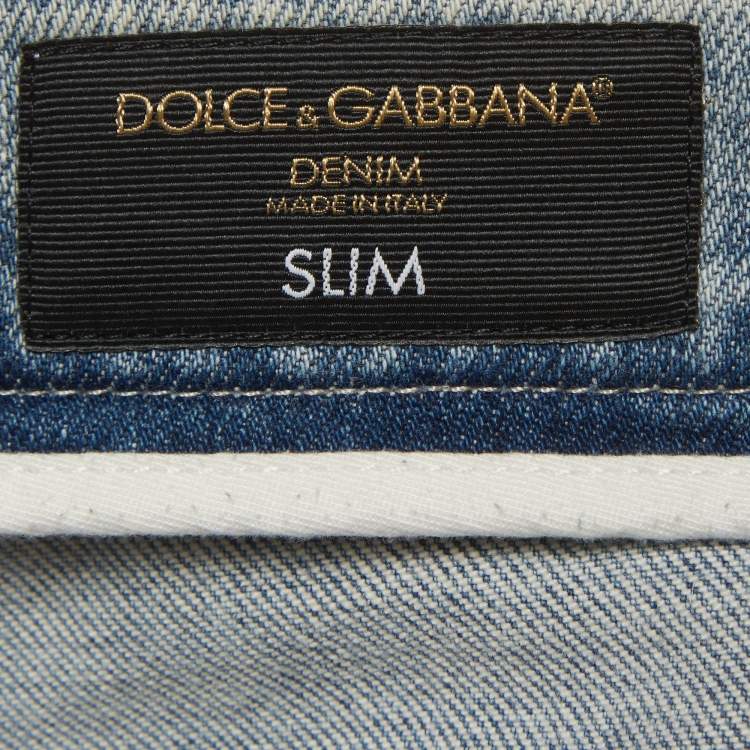 DOLCE & GABBANA®
DENIM
MADE IN ITALY
SLIM